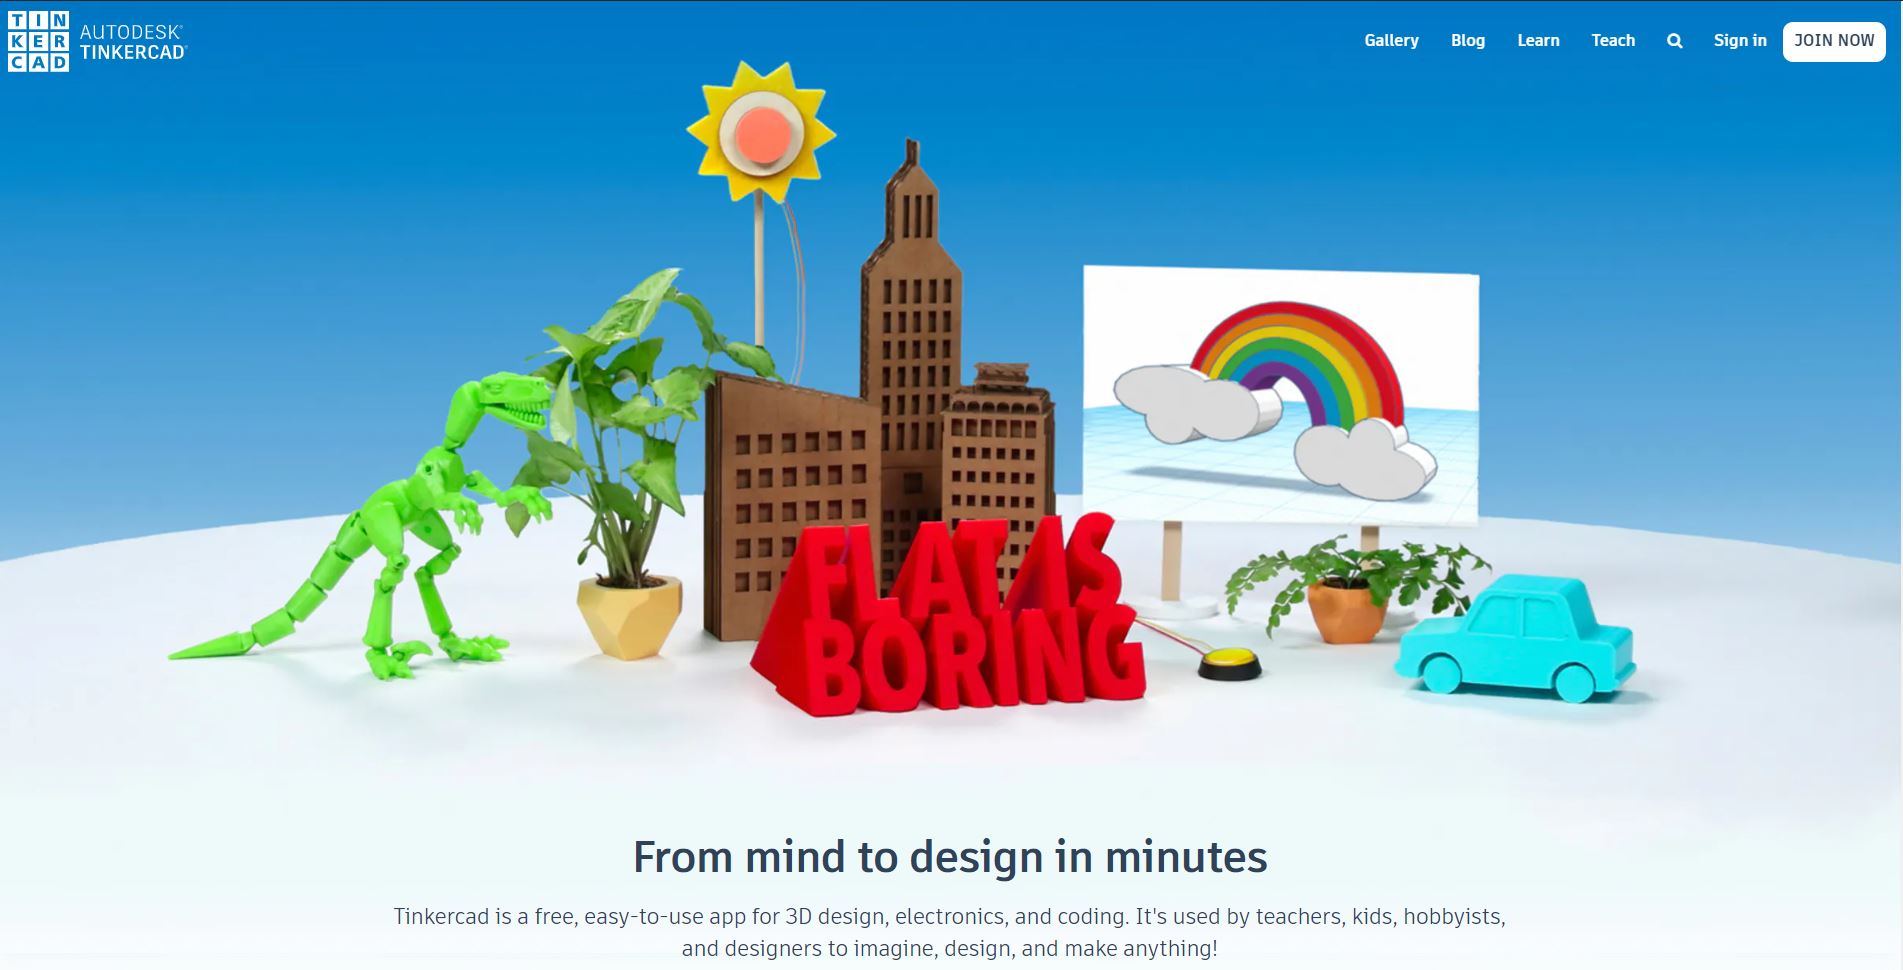 TIN
KER
CAD
AUTODESK®
TINKERCAD®
Gallery Blog Learn Teach Sign in JOIN NOW
FLAT IS
BORING
From mind to design in minutes
Tinkercad is a free, easy-to-use app for 3D design, electronics, and coding. It's used by teachers, kids, hobbyists,
and designers to imagine, design, and make anything!